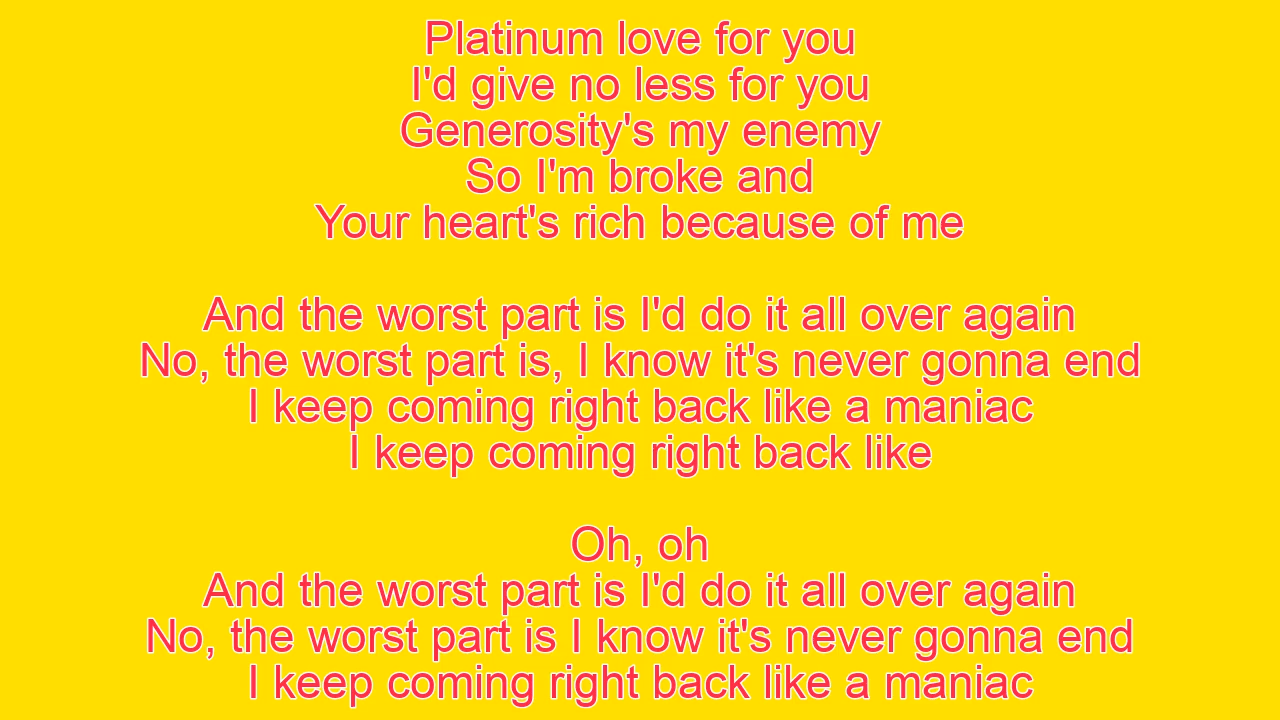 Platinum love for you
I'd give no less for you
Generosity's my enemy
So I'm broke and
Your heart's rich because of me
And the worst part is I'd do it all over again
No, the worst part is, I know it's never gonna end
I keep coming right back like a maniac
I keep coming right back like
Oh, oh
And the worst part is I'd do it all over again
No, the worst part is I know it's never gonna end
I keep coming right back like a maniac